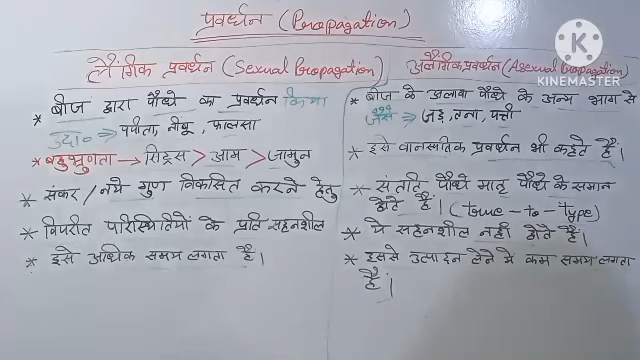 प्रवर्धन (Propagation)
लैंगिक प्रवर्धन (Sexual Propagation)
* बीज द्वारा पौधो का प्रवर्धन किया
उदा० ⇒ पपीता, नीबू, फालसा
* बहुभ्रुणता → सिट्रस > आम > जामुन
* संकर / नये गुण विकसित करने हेतु
* विपरीत परिस्थितियों के प्रति सहनशील
* इसे अधिक समय लगता है।
अलैंगिक प्रवर्धन (Asexual Propagation)
* बीज के अलावा पौधे के अन्य भाग से
जैसे ⇒ जड़, तना, पत्ती
* इसे वानस्पतिक प्रवर्धन भी कहते हैं।
* संतति पौधे मातृ पौधे के समान
होते हैं। (true-to-type)
* ये सहनशील नही होते हैं।
* इससे उत्पादन लेने मे कम समय लगता
है।
K
Made with
KINEMASTER